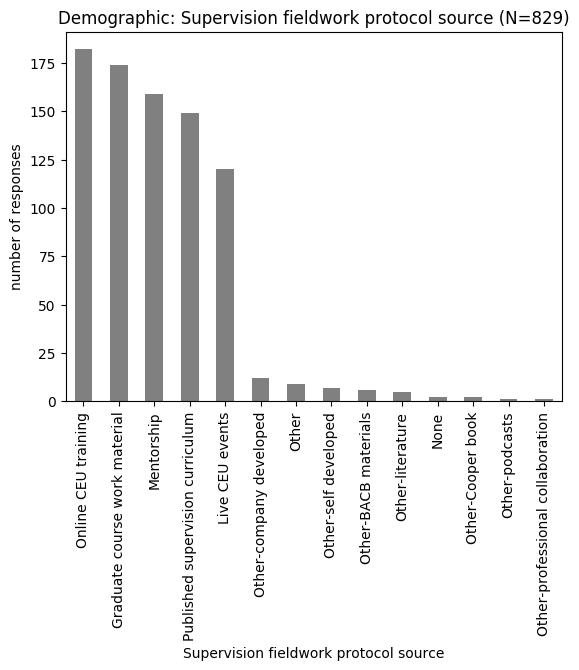 Demographic: Supervision fieldwork protocol source (N=829)
number of responses
175
150
125
100
75
50
25
0
Online CEU training
Graduate course work material
Mentorship
Published supervision curriculum
Live CEU events
Other-company developed
Other
Other-self developed
Other-BACB materials
Other-literature
None
Other-Cooper book
Other-podcasts
Other-professional collaboration
Supervision fieldwork protocol source